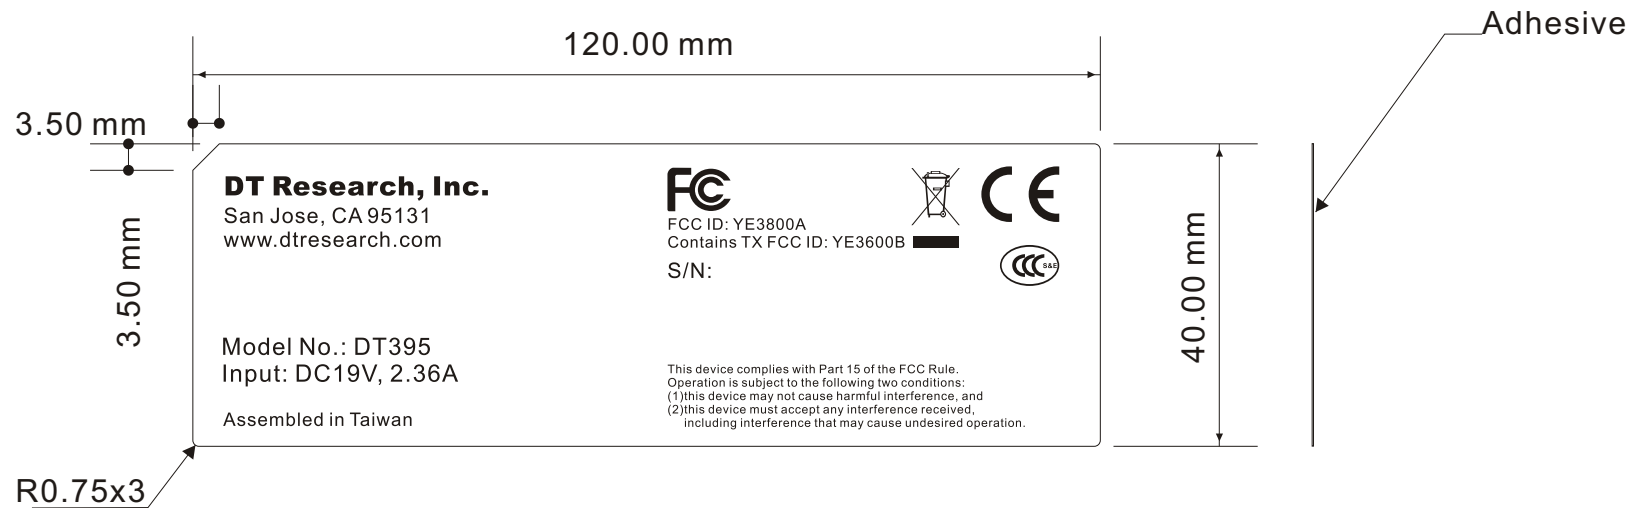 Adhesive
120.00 mm
3.50 mm
3.50 mm
40.00 mm
DT Research, Inc.
San Jose, CA 95131
www.dtresearch.com
Model No.: DT395
Input: DC19V, 2.36A
Assembled in Taiwan
FC
FCC ID: YE3800A
Contains TX FCC ID: YE3600B
S/N:
CE
CCC S&E
This device complies with Part 15 of the FCC Rule.
Operation is subject to the following two conditions:
(1)this device may not cause harmful interference, and
(2)this device must accept any interference received,
including interference that may cause undesired operation.
R0.75x3